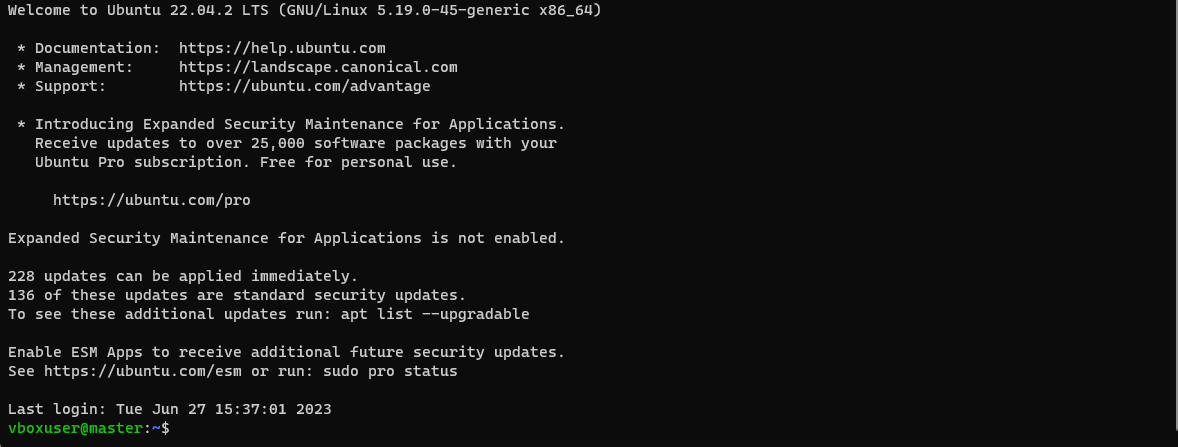 Welcome to Ubuntu 22.04.2 LTS (GNU/Linux 5.19.0-45-generic x86_64)

 * Documentation:  https://help.ubuntu.com
 * Management:     https://landscape.canonical.com
 * Support:        https://ubuntu.com/advantage

 * Introducing Expanded Security Maintenance for Applications.
   Receive updates to over 25,000 software packages with your
   Ubuntu Pro subscription. Free for personal use.

     https://ubuntu.com/pro

Expanded Security Maintenance for Applications is not enabled.

228 updates can be applied immediately.
136 of these updates are standard security updates.
To see these additional updates run: apt list --upgradable

Enable ESM Apps to receive additional future security updates.
See https://ubuntu.com/esm or run: sudo pro status

Last login: Tue Jun 27 15:37:01 2023
vboxuser@master:~$